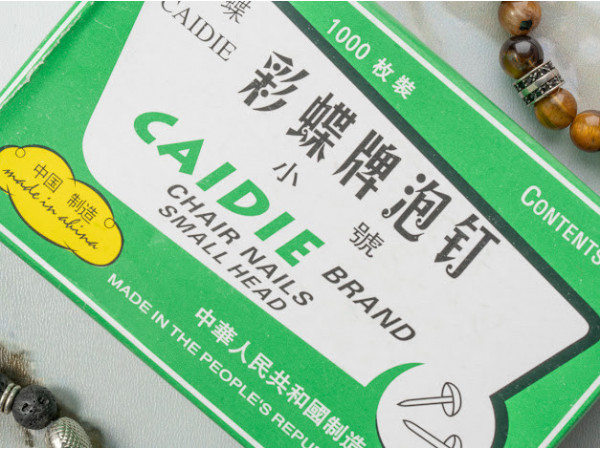 蝶
CAIDIE
1000 枚裝
彩蝶牌泡钉
小號
CAIDIE BRAND
CHAIR NAILS
SMALL HEAD
CONTENTS
中国 制造
made in china
中華人民共和國制造
MADE IN THE PEOPLE'S